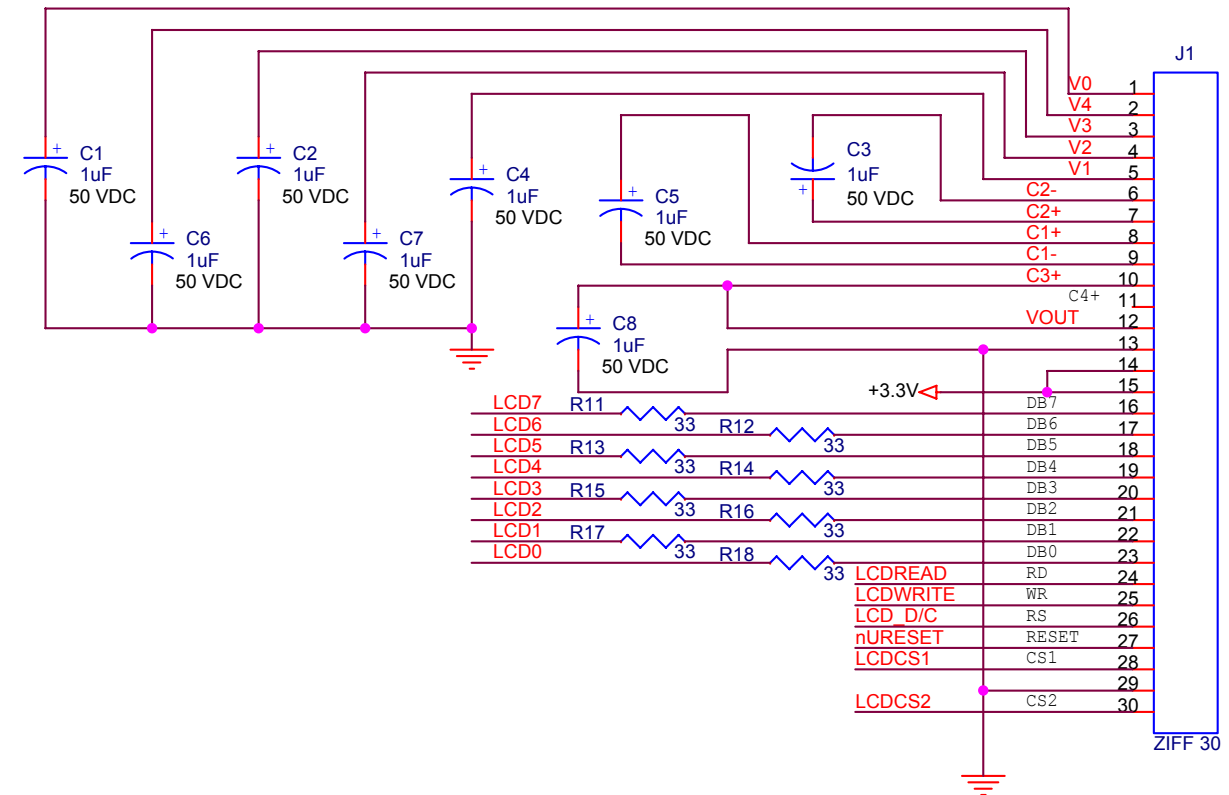 J1
V0 1
V4 2
V3 3
V2 4
V1 5
C2- 6
C2+ 7
C1+ 8
C1- 9
C3+ 10
C4+ 11
VOUT 12
13
14
+3.3V 15
+ C1
1uF
50 VDC
+ C2
1uF
50 VDC
+ C4
1uF
50 VDC
+ C5
1uF
50 VDC
C3
1uF
+ 50 VDC
+ C6
1uF
50 VDC
+ C7
1uF
50 VDC
+ C8
1uF
50 VDC
LCD7 R11 33 DB7 16
LCD6 R12 33 DB6 17
LCD5 R13 33 DB5 18
LCD4 R14 33 DB4 19
LCD3 R15 33 DB3 20
LCD2 R16 33 DB2 21
LCD1 R17 33 DB1 22
LCD0 R18 33 DB0 23
LCDREAD RD 24
LCDWRITE WR 25
LCD_D/C RS 26
nURESET RESET 27
LCDCS1 CS1 28
29
LCDCS2 CS2 30
ZIFF 30